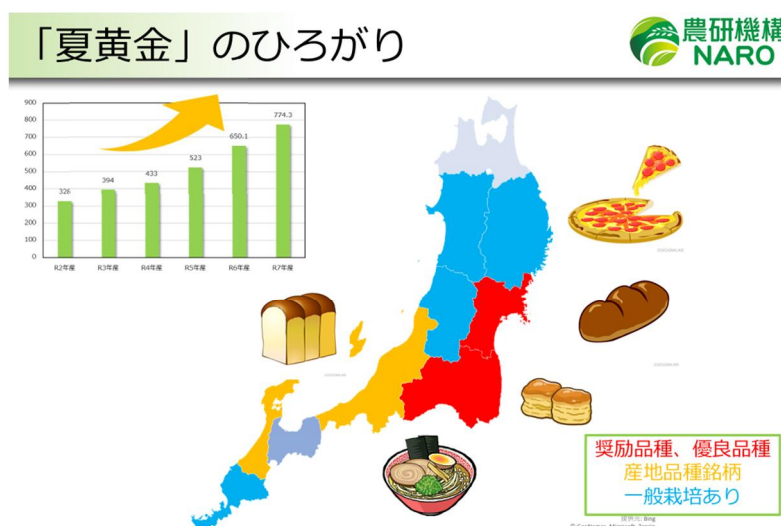 「夏黄金」のひろがり
農研機構
NARO
900
800
700
600
500
400
300
200
100
0
326
394
433
523
650.1
774.3
R2年産
R3年産
R4年産
R5年産
R6年産
R7年産
奨励品種、優良品種
産地品種銘柄
一般栽培あり
提供元: Bing